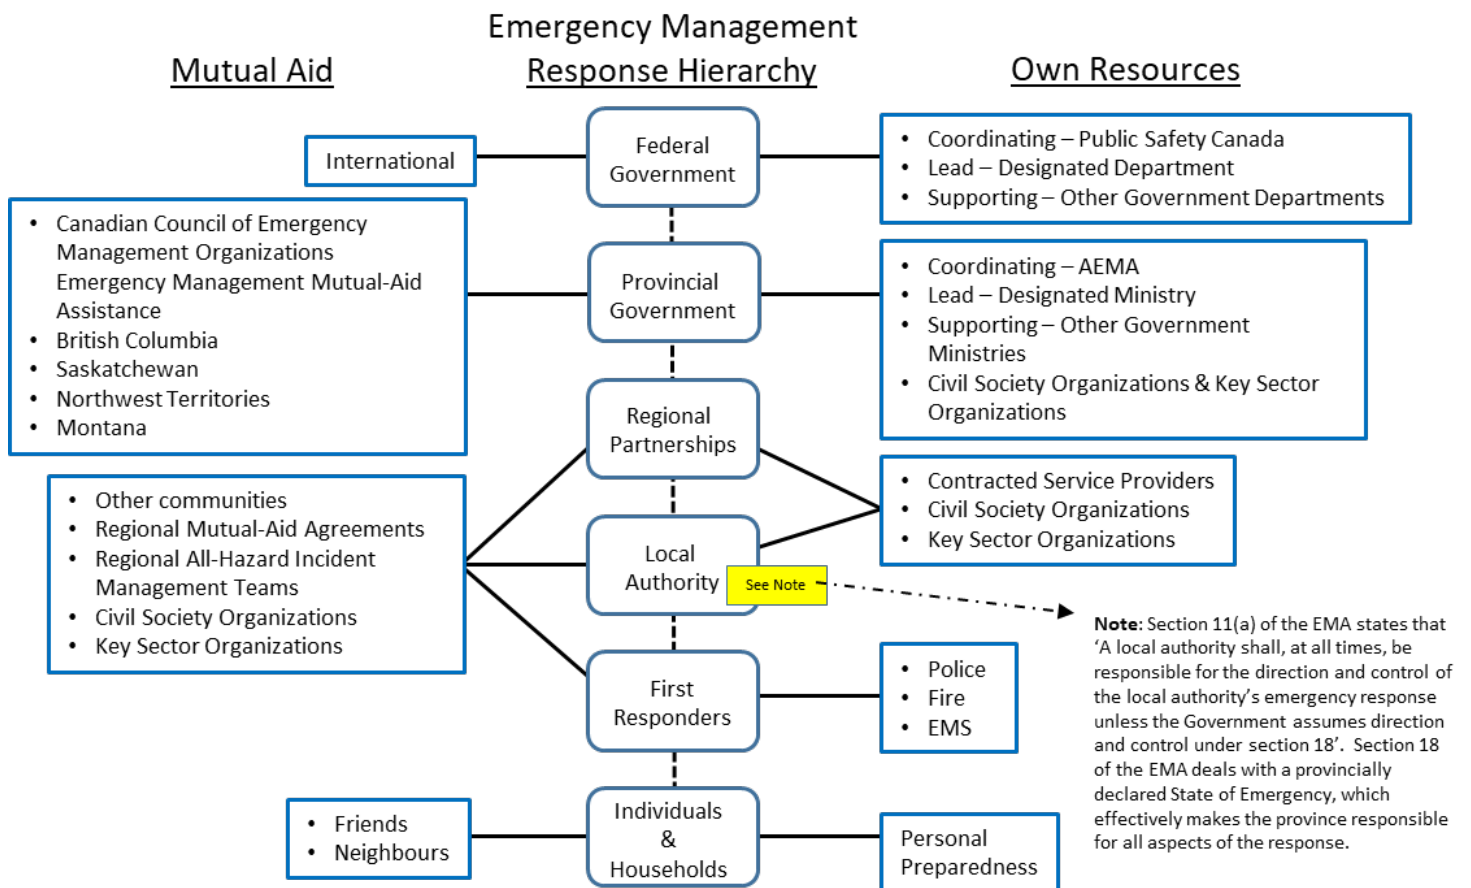 Emergency Management
Response Hierarchy
Mutual Aid
Own Resources
International
Federal
Government
• Coordinating – Public Safety Canada
• Lead – Designated Department
• Supporting – Other Government Departments
• Canadian Council of Emergency
Management Organizations
Emergency Management Mutual-Aid
Assistance
• British Columbia
• Saskatchewan
• Northwest Territories
• Montana
Provincial
Government
• Coordinating – AEMA
• Lead – Designated Ministry
• Supporting – Other Government
Ministries
• Civil Society Organizations & Key Sector
Organizations
Regional
Partnerships
• Other communities
• Regional Mutual-Aid Agreements
• Regional All-Hazard Incident
Management Teams
• Civil Society Organizations
• Key Sector Organizations
• Contracted Service Providers
• Civil Society Organizations
• Key Sector Organizations
Local
Authority
See Note
Note: Section 11(a) of the EMA states that
‘A local authority shall, at all times, be
responsible for the direction and control of
the local authority’s emergency response
unless the Government assumes direction
and control under section 18’. Section 18
of the EMA deals with a provincially
declared State of Emergency, which
effectively makes the province responsible
for all aspects of the response.
First
Responders
• Police
• Fire
• EMS
• Friends
• Neighbours
Individuals
&
Households
Personal
Preparedness